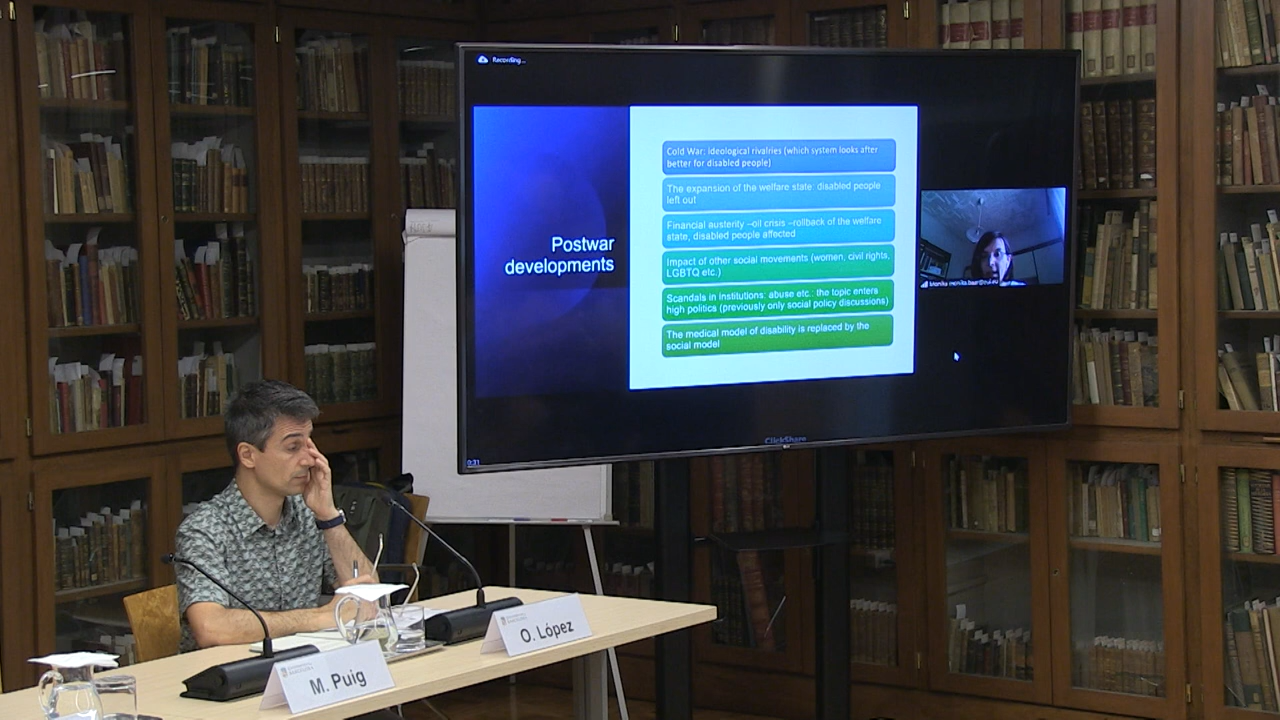 Recording...
Postwar
developments
Cold War: ideological rivalries (which system looks after
better for disabled people)
The expansion of the welfare state: disabled people
left out
Financial austerity –oil crisis –rollback of the welfare
state, disabled people affected
Impact of other social movements (women, civil rights,
LGBTQ etc.)
Scandals in institutions: abuse etc.: the topic enters
high politics (previously only social policy discussions)
The medical model of disability is replaced by the
social model
ClickShare
M. Puig
O. López